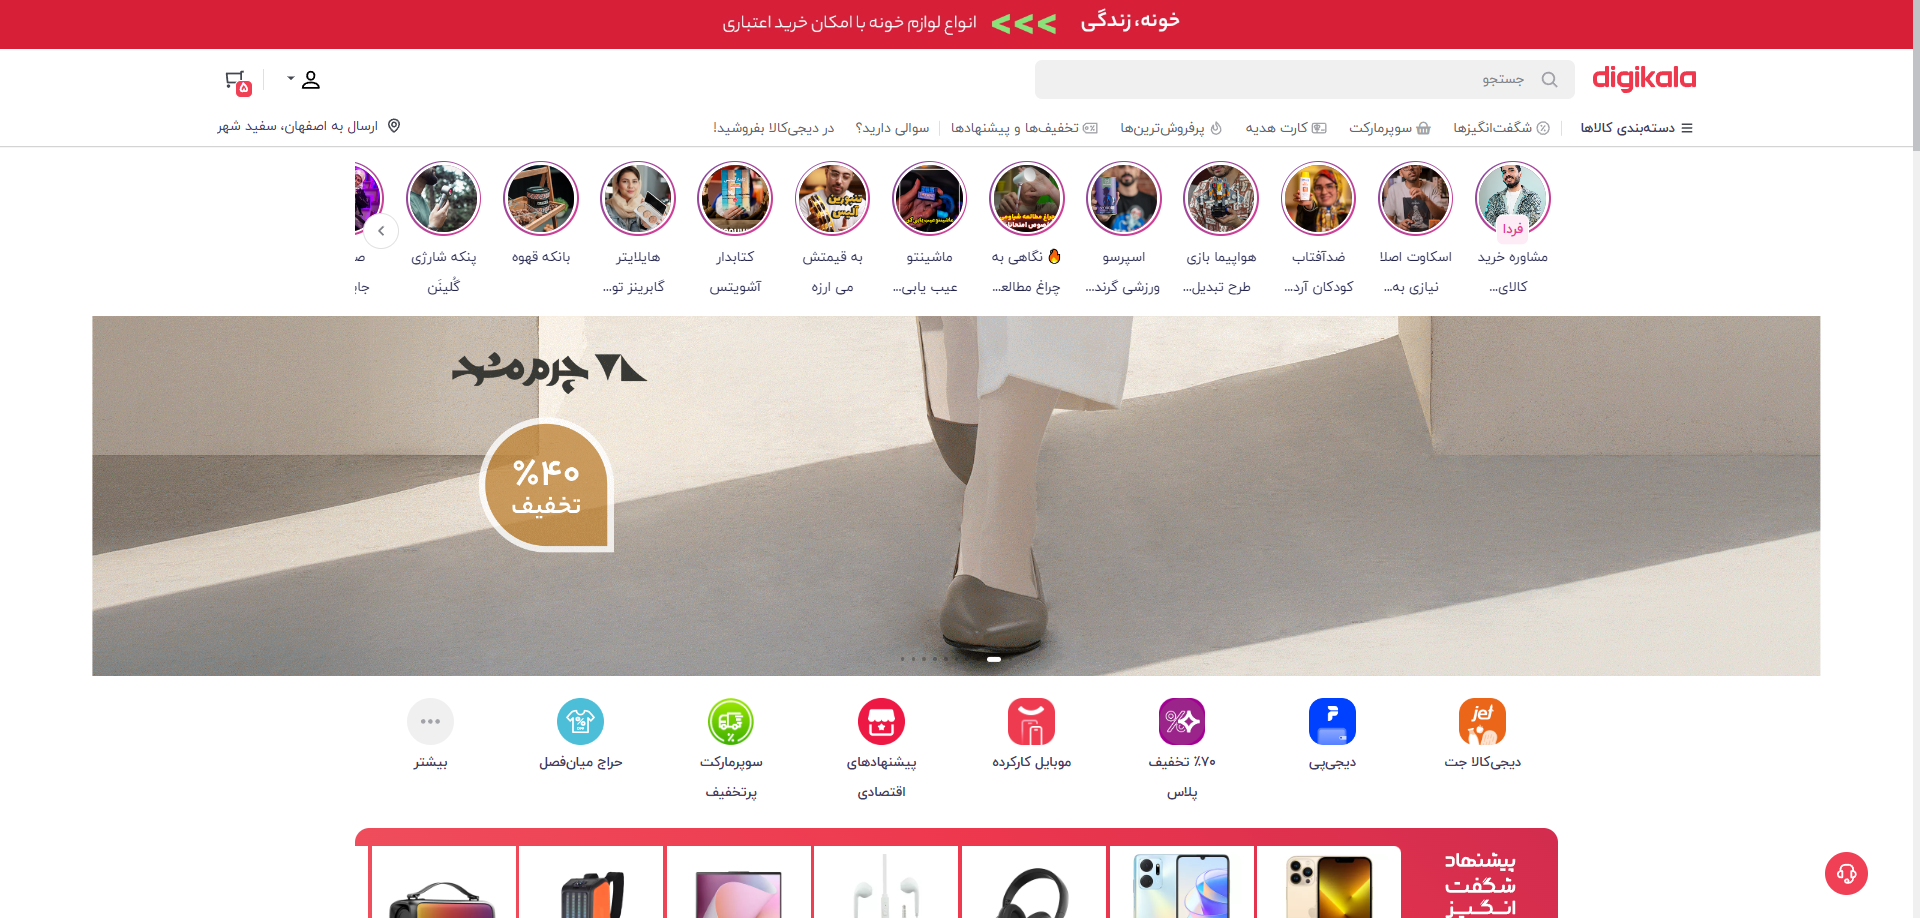 خونه، زندگی <<< انواع لوازم خونه با امکان خرید اعتباری
digikala
جستجو
۵
دسته‌بندی کالاها
شگفت‌انگیزها
سوپرمارکت
کارت هدیه
پرفروش‌ترین‌ها
تخفیف‌ها و پیشنهادها
سوالی دارید؟
در دیجی‌کالا بفروشید!
ارسال به اصفهان، سفید شهر
فردا
مشاوره خرید
کالای...
اسکاوت اصلا
نیازی به...
ضدآفتاب
کودکان آرد...
هواپیما بازی
طرح تبدیل...
اسپرسو
ورزشی گرند...
نگاهی به
چراغ مطالعه...
ماشینتو
عیب یابی...
به قیمتش
می ارزه
کتابدار
آشویتس
هایلایتر
گابرینز تو...
بانکه قهوه
پنکه شارژی
گُلیتَن
چرم مشهد
%۴۰
تخفیف
jet
دیجی‌کالا جت
دیجی‌پی
۷۰٪ تخفیف
پلاس
موبایل کارکرده
پیشنهادهای
اقتصادی
سوپرمارکت
پرتخفیف
حراج میان‌فصل
بیشتر
پیشنهاد
شگفت
انگیز